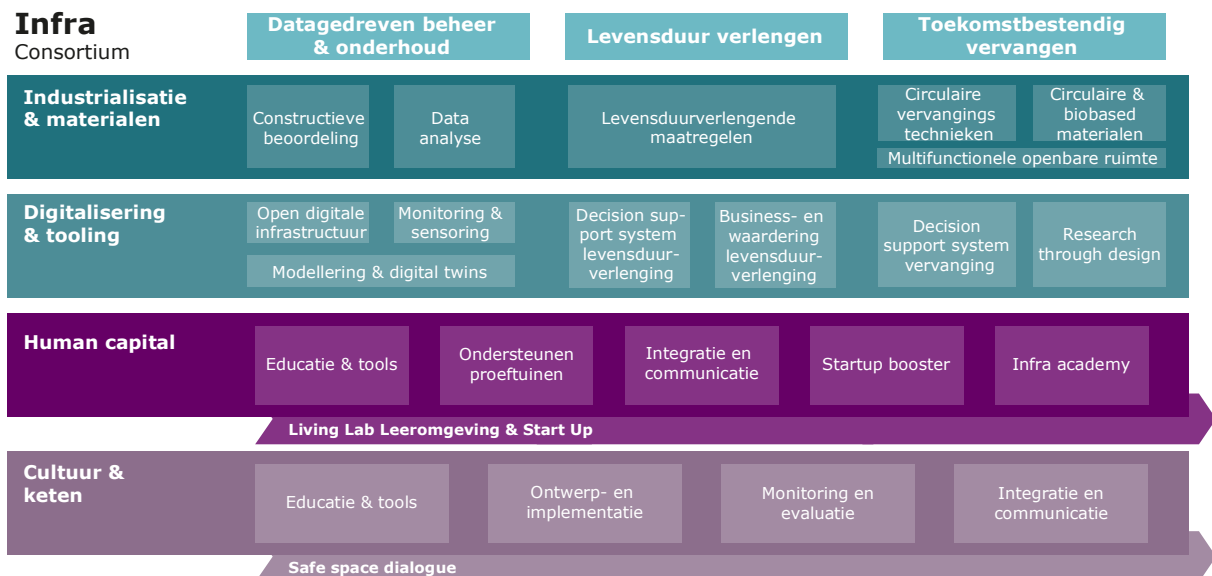 Infra
Consortium
Datagedreven beheer
& onderhoud
Levensduur verlengen
Toekomstbestendig
vervangen
Industrialisatie
& materialen
Constructieve
beoordeling
Data
analyse
Levensduurverlengende
maatregelen
Circulaire
vervangings
technieken
Circulaire &
biobased
materialen
Multifunctionele openbare ruimte
Digitalisering
& tooling
Open digitale
infrastructuur
Monitoring &
sensoring
Modellering & digital twins
Decision sup-
port system
levensduur-
verlenging
Business- en
waardering
levensduur-
verlenging
Decision
support system
vervanging
Research
through design
Human capital
Educatie & tools
Ondersteunen
proeftuinen
Integratie en
communicatie
Startup booster
Infra academy
Living Lab Leeromgeving & Start Up
Cultuur &
keten
Educatie & tools
Ontwerp- en
implementatie
Monitoring en
evaluatie
Integratie en
communicatie
Safe space dialogue